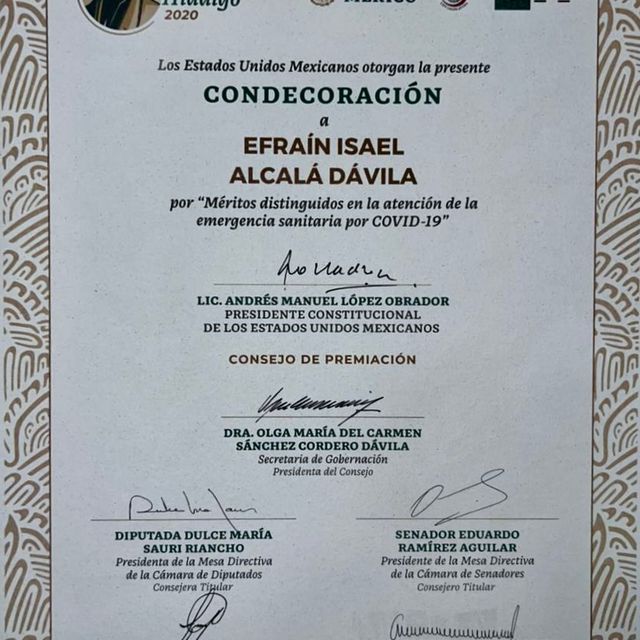 Hidalgo
2020
MÉXICO
Los Estados Unidos Mexicanos otorgan la presente
CONDECORACIÓN
a
EFRAÍN ISAEL
ALCALÁ DÁVILA
por “Méritos distinguidos en la atención de la
emergencia sanitaria por COVID-19”
LIC. ANDRÉS MANUEL LÓPEZ OBRADOR
PRESIDENTE CONSTITUCIONAL
DE LOS ESTADOS UNIDOS MEXICANOS
CONSEJO DE PREMIACIÓN
DRA. OLGA MARÍA DEL CARMEN
SÁNCHEZ CORDERO DÁVILA
Secretaria de Gobernación
Presidenta del Consejo
DIPUTADA DULCE MARÍA
SAURI RIANCHO
Presidenta de la Mesa Directiva
de la Cámara de Diputados
Consejera Titular
SENADOR EDUARDO
RAMÍREZ AGUILAR
Presidente de la Mesa Directiva
de la Cámara de Senadores
Consejero Titular